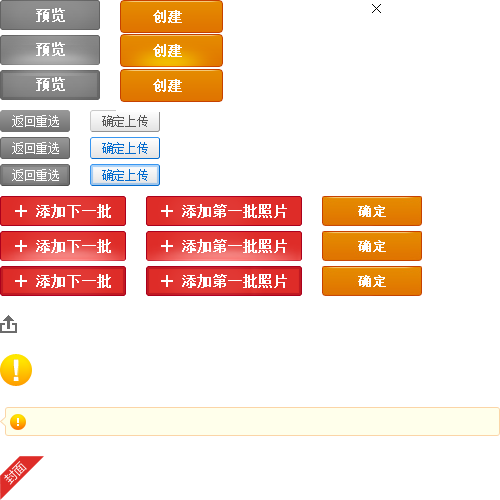 预览 创建
预览 创建
预览 创建
返回重选 确定上传
返回重选 确定上传
返回重选 确定上传
+ 添加下一批 + 添加第一批照片 确定
+ 添加下一批 + 添加第一批照片 确定
+ 添加下一批 + 添加第一批照片 确定
!
!
封面